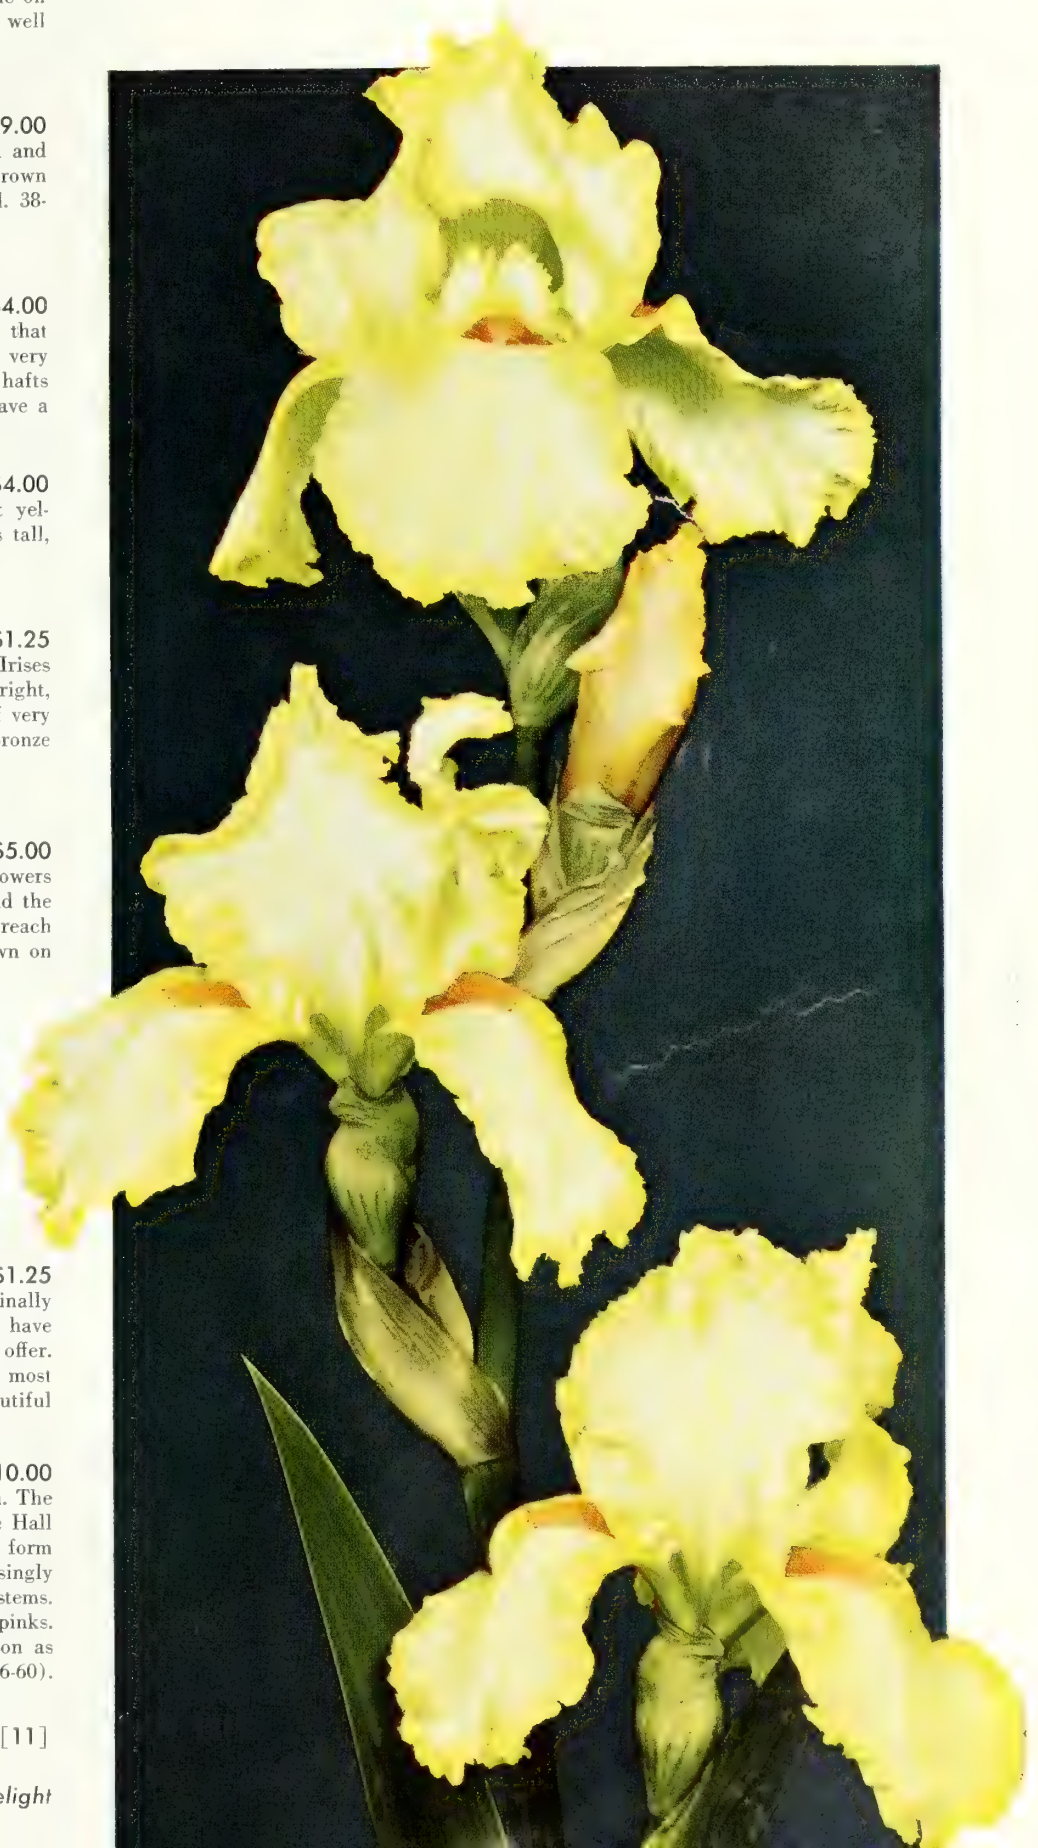 well
9.00
and
rown
. 38-
4.00
that
very
hafts
ave a
4.00
yel-
tall,
1.25
Irises
right,
very
ronze
5.00
owers
d the
reach
wn on
1.25
inally
have
offer.
most
utiful
10.00
. The
Hall
form
singly
stems.
pinks.
on as
6-60).
[11]
elight